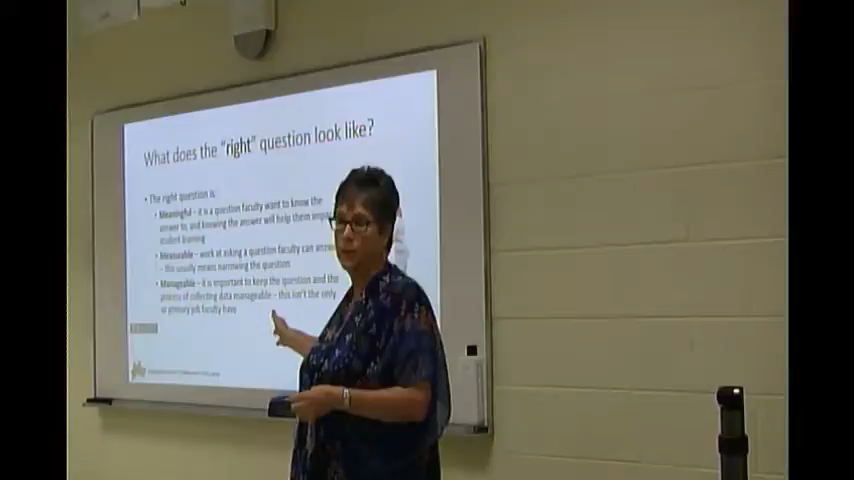 What does the "right" question look like?
• The right question is:
• Meaningful – it is a question faculty want to know the
answer to, and knowing the answer will help them
student learning
• Measurable – work at asking a question faculty can
– this usually means narrowing the question
• Manageable – it is important to keep the question and the
process of collecting data manageable – this isn't the only
or primary job faculty have